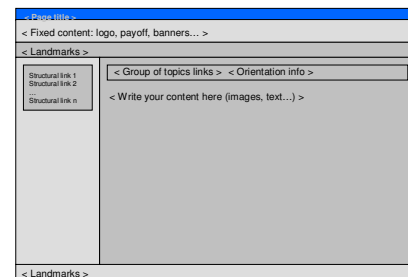 < Page title >
< Fixed content: logo, payoff, banners... >
< Landmarks >
Structural link 1
Structural link 2
...
Structural link n
< Group of topics links > < Orientation info >
< Write your content here (images, text...) >
< Landmarks >